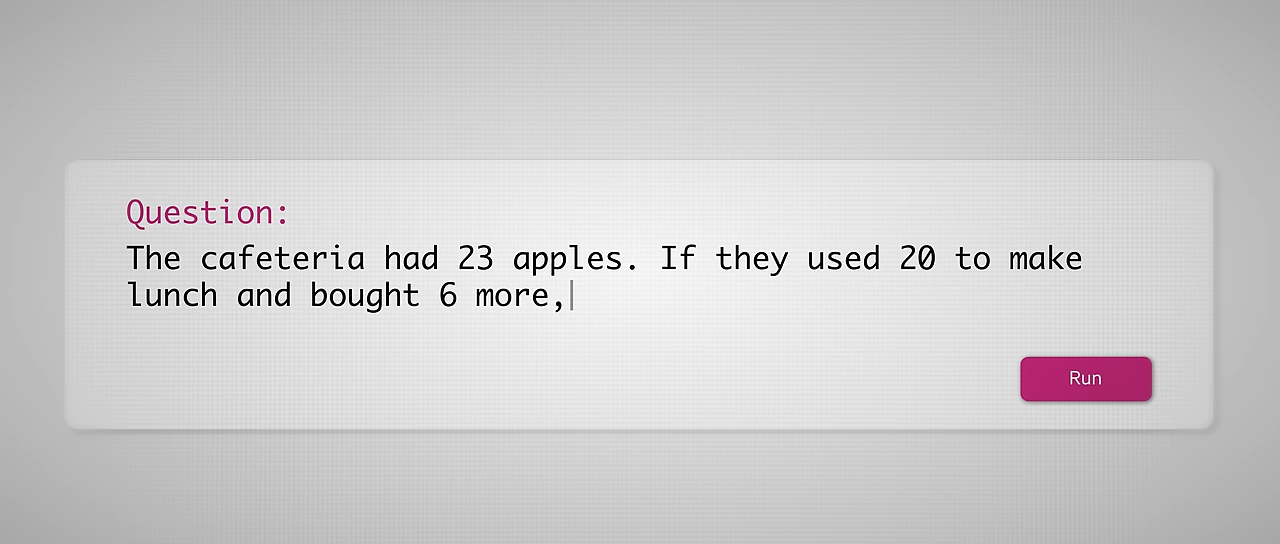 Question:
The cafeteria had 23 apples. If they used 20 to make
lunch and bought 6 more,
Run